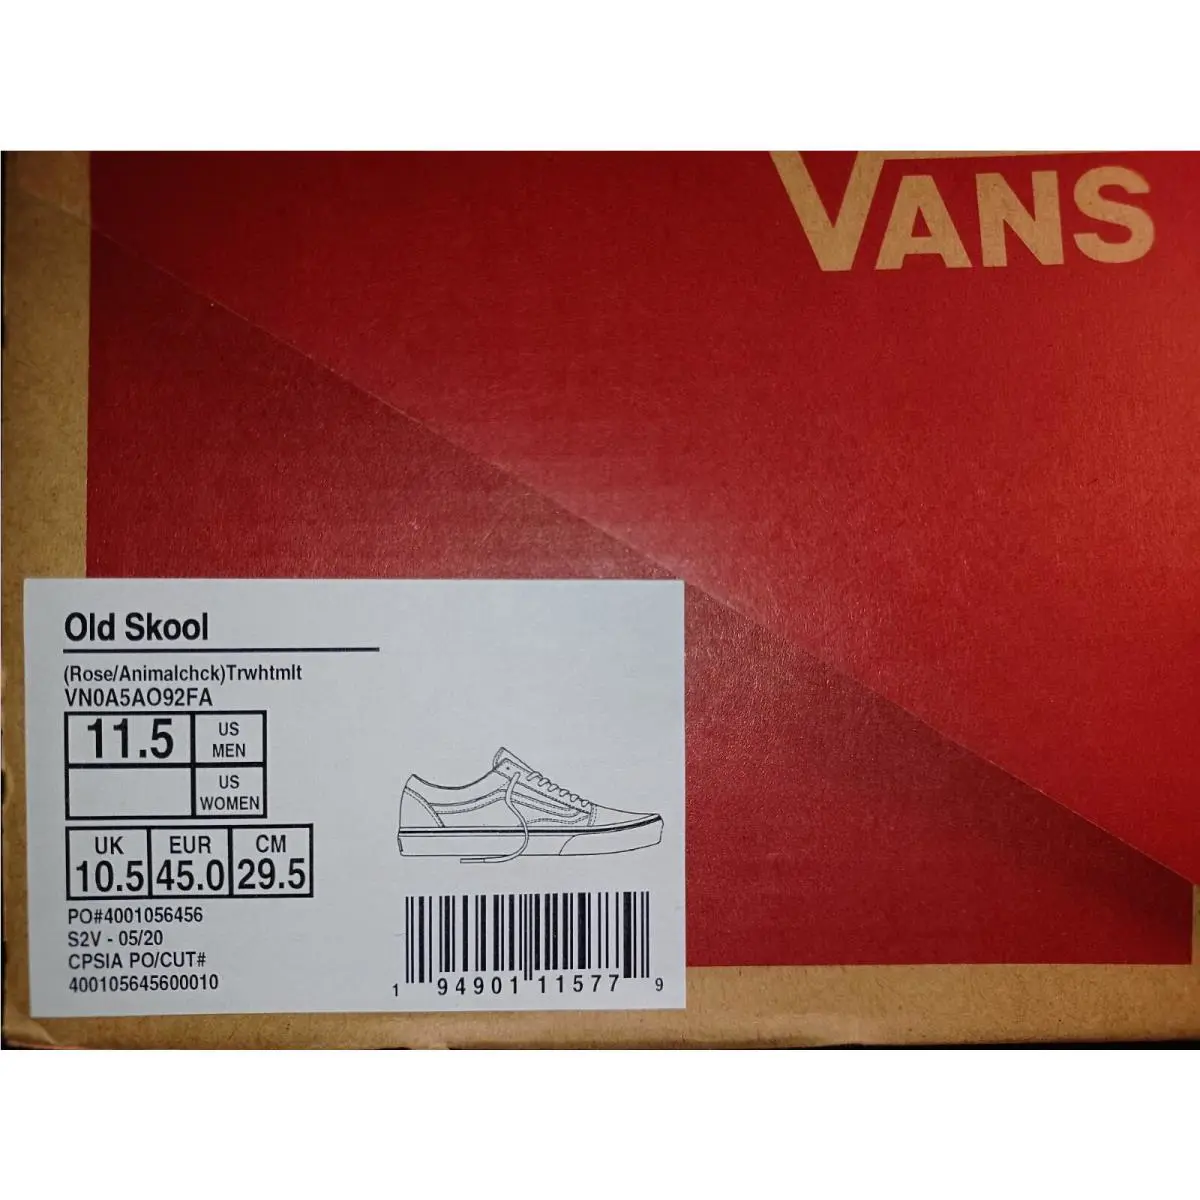 VANS
Old Skool
(Rose/Animalchck)Trwhtmlt
VN0A5AO92FA
11.5 US MEN
US WOMEN
UK EUR CM
10.5 45.0 29.5
PO#4001056456
S2V - 05/20
CPSIA PO/CUT#
400105645600010
1 94901 11577 9